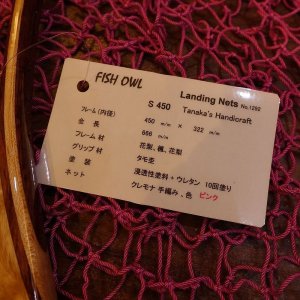 FISH OWL
Landing Nets No.1292
S 450 Tanaka's Handicraft
フレーム(内径) 450 m/m × 322 m/m
全長 666 m/m
フレーム材 花梨、楓、花梨
グリップ材 タモ杢
塗装 浸透性塗料+ウレタン 10回塗り
ネット クレモナ 手編み、色 ピンク